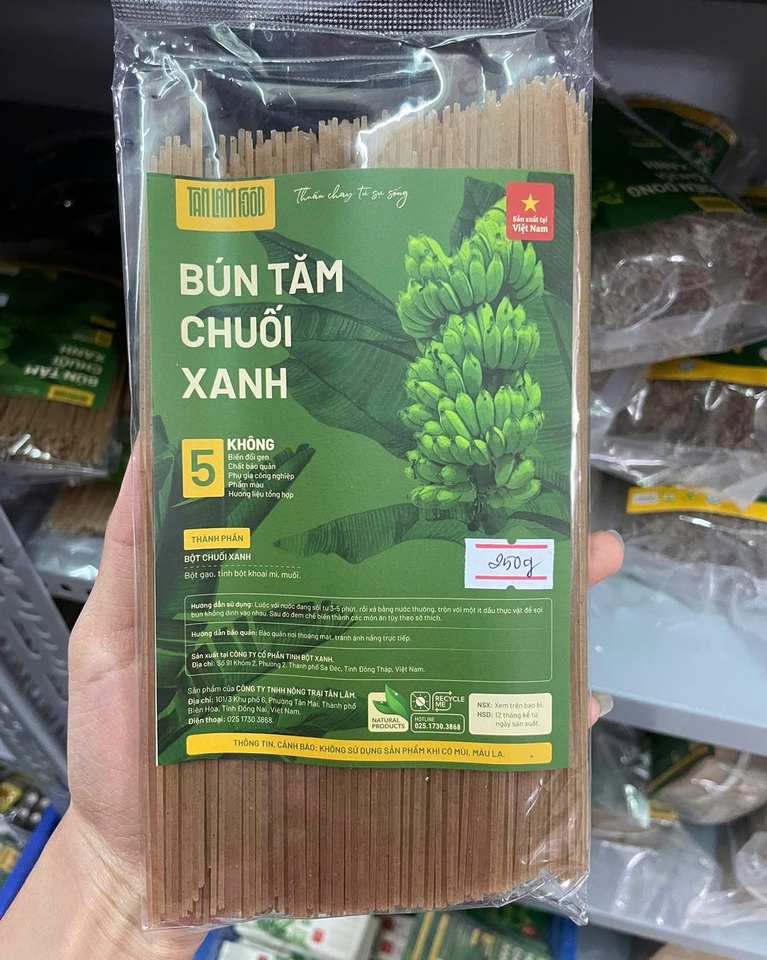 TANLAMFOOD
Thuần chay từ sự sống
Sản xuất tại
Việt Nam
BÚN TĂM
CHUỐI
XANH
5
KHÔNG
Biến đổi gen
Chất bảo quản
Phụ gia công nghiệp
Phẩm màu
Hương liệu tổng hợp
THÀNH PHẦN
BỘT CHUỐI XANH
Bột gạo, tinh bột khoai mì, muối.
250g
Hướng dẫn sử dụng: Luộc với nước đang sôi từ 3-5 phút, rồi xả bằng nước thường, trộn với một ít dầu thực vật để sợi
bún không dính vào nhau. Sau đó đem chế biến thành các món ăn tùy theo sở thích.
Hướng dẫn bảo quản: Bảo quản nơi thoáng mát, tránh ánh nắng trực tiếp.
Sản xuất tại CÔNG TY CỔ PHẦN TINH BỘT XANH.
Địa chỉ: Số 91 Khóm 2, Phường 2, Thành phố Sa Đéc, Tỉnh Đồng Tháp, Việt Nam.
Sản phẩm của CÔNG TY TNHH NÔNG TRẠI TÂN LÂM.
Địa chỉ: 101/3 Khu phố 6, Phường Tân Mai, Thành phố
Biên Hòa, Tỉnh Đồng Nai, Việt Nam.
Điện thoại: 025 1730 3868.
NATURAL
PRODUCTS
RECYCLE
ME
HOTLINE
025.1730.3868
NSX: Xem trên bao bì.
HSD: 12 tháng kể từ
ngày sản xuất.
THÔNG TIN, CẢNH BÁO: KHÔNG SỬ DỤNG SẢN PHẨM KHI CÓ MÙI, MÀU LẠ.
BÚN TĂM
CHUỐI
XANH